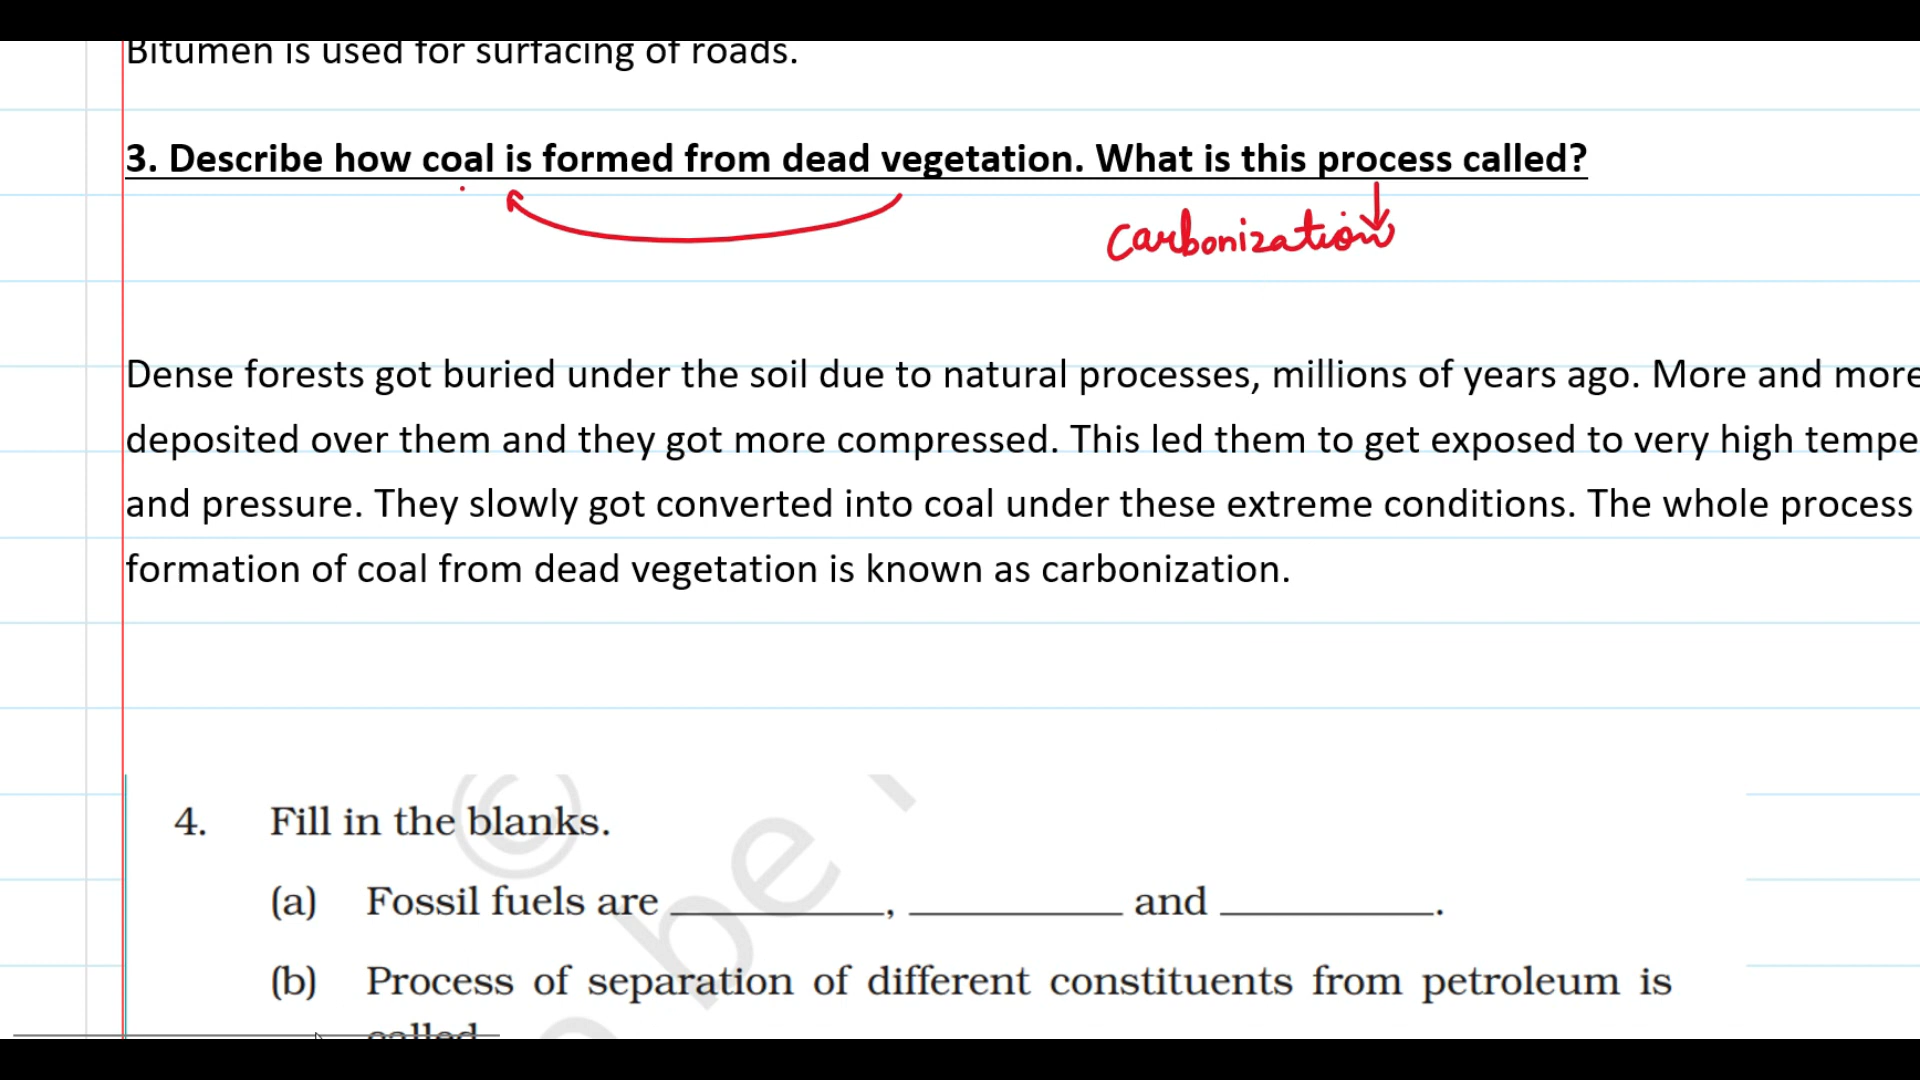 Bitumen is used for surfacing of roads.
3. Describe how coal is formed from dead vegetation. What is this process called?
carbonization
Dense forests got buried under the soil due to natural processes, millions of years ago. More and more
deposited over them and they got more compressed. This led them to get exposed to very high tempe
and pressure. They slowly got converted into coal under these extreme conditions. The whole process
formation of coal from dead vegetation is known as carbonization.
4. Fill in the blanks.
(a) Fossil fuels are __________, __________ and __________.
(b) Process of separation of different constituents from petroleum is
called
© be